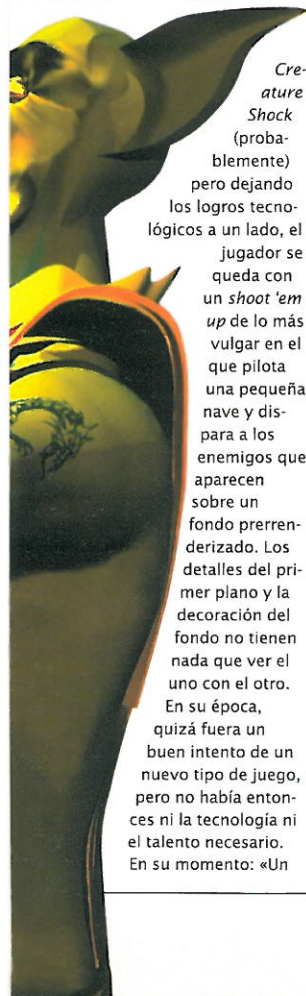 Cre-
ature
Shock
(proba-
blemente)
pero dejando
los logros tecno-
lógicos a un lado, el
jugador se
queda con
un shoot 'em
up de lo más
vulgar en el
que pilota
una pequeña
nave y dis-
para a los
enemigos que
aparecen
sobre un
fondo prerren-
derizado. Los
detalles del pri-
mer plano y la
decoración del
fondo no tienen
nada que ver el
uno con el otro.
En su época,
quizá fuera un
buen intento de un
nuevo tipo de juego,
pero no había enton-
ces ni la tecnología ni
el talento necesario.
En su momento: «Un